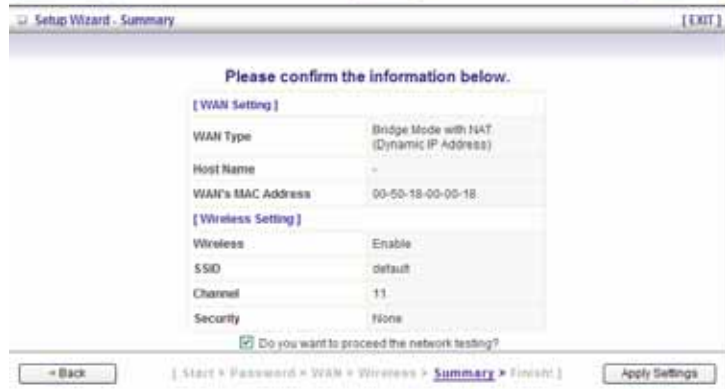 Setup Wizard - Summary [ EXIT ]
Please confirm the information below.
[ WAN Setting ]
WAN Type Bridge Mode with NAT
(Dynamic IP Address)
Host Name -
WAN's MAC Address 00-50-18-00-00-18
[ Wireless Setting ]
Wireless Enable
SSID default
Channel 11
Security None
Do you want to proceed the network testing?
< Back [ Start > Password > WAN > Wireless > Summary > Finish! ] Apply Settings